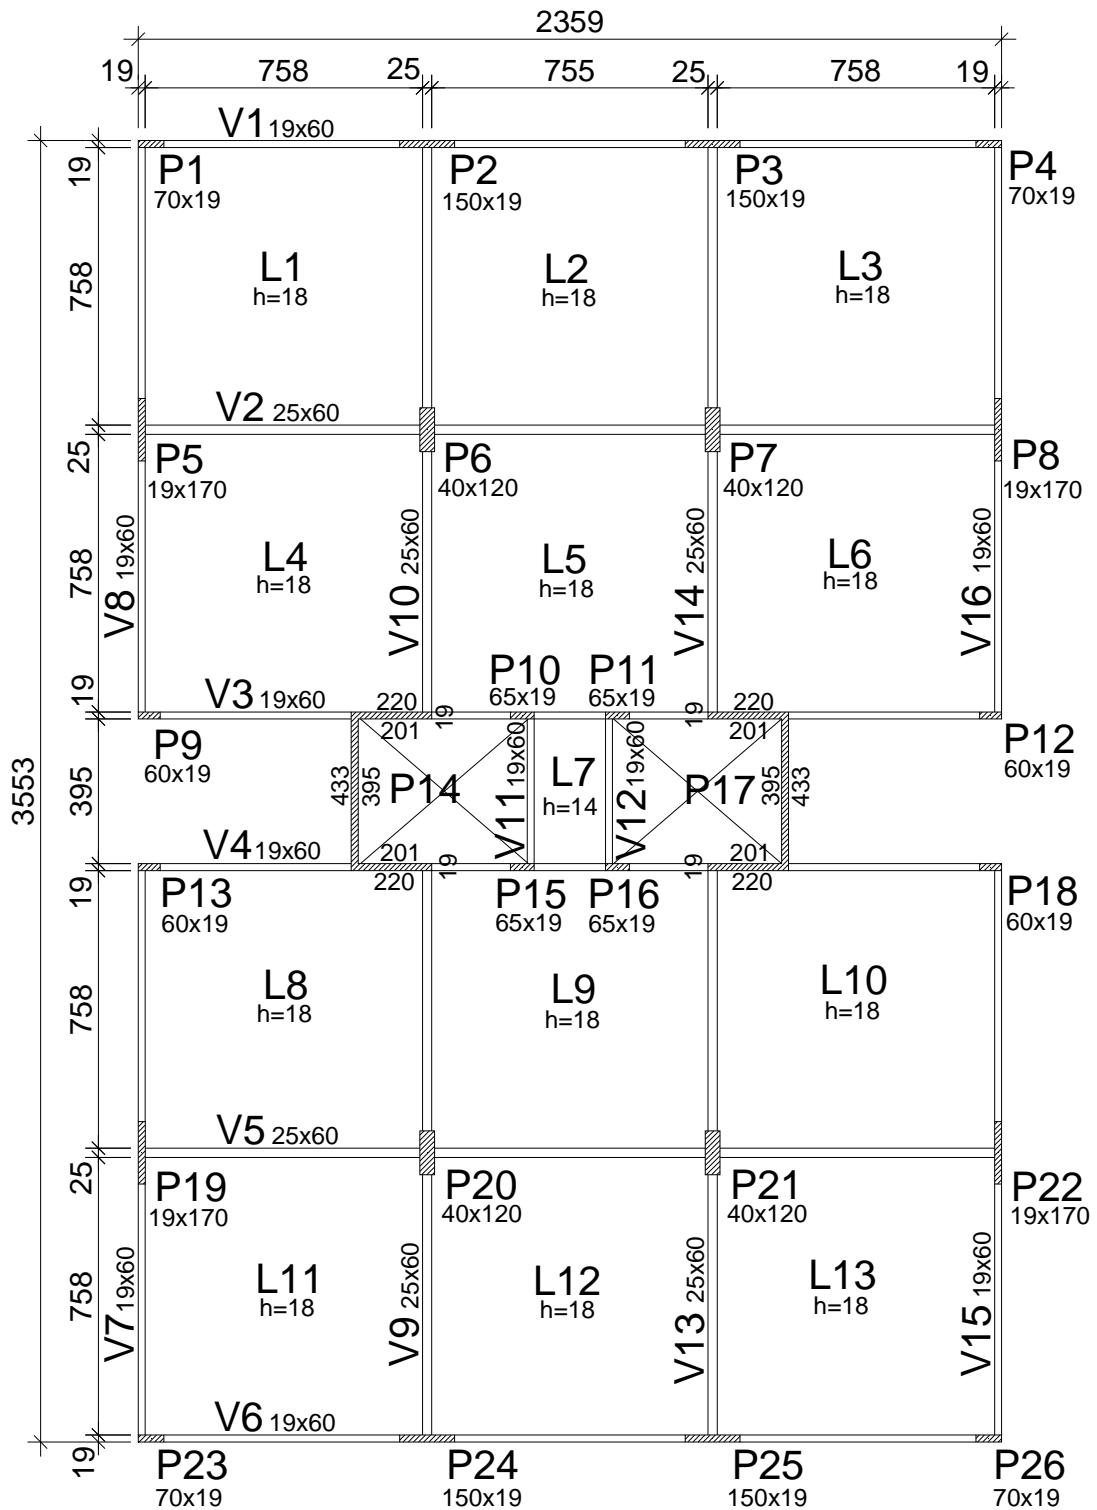 2359
19 758 25 755 25 758 19
V1 19x60
19
P1 P2 P3 P4
70x19 150x19 150x19 70x19
758
L1 L2 L3
h=18 h=18 h=18
V2 25x60
25
P5 P6 P7 P8
19x170 40x120 40x120 19x170
758
V8 19x60
L4
h=18
V10 25x60
L5
h=18
V14 25x60
L6
h=18
V16 19x60
P10 P11
65x19 65x19
19
V3 19x60
220 19 19 220
201 201
P9 P12
60x19 60x19
3553
395
433 395 P14
V11 19x60
L7
h=14
V12 19x60
P17 395 433
V4 19x60
201 19 19 201
220 220
19
P13 P15 P16 P18
60x19 65x19 65x19 60x19
758
L8 L9 L10
h=18 h=18 h=18
V5 25x60
25
P19 P20 P21 P22
19x170 40x120 40x120 19x170
758
V7 19x60
L11
h=18
V9 25x60
L12
h=18
V13 25x60
L13
h=18
V15 19x60
V6 19x60
19
P23 P24 P25 P26
70x19 150x19 150x19 70x19